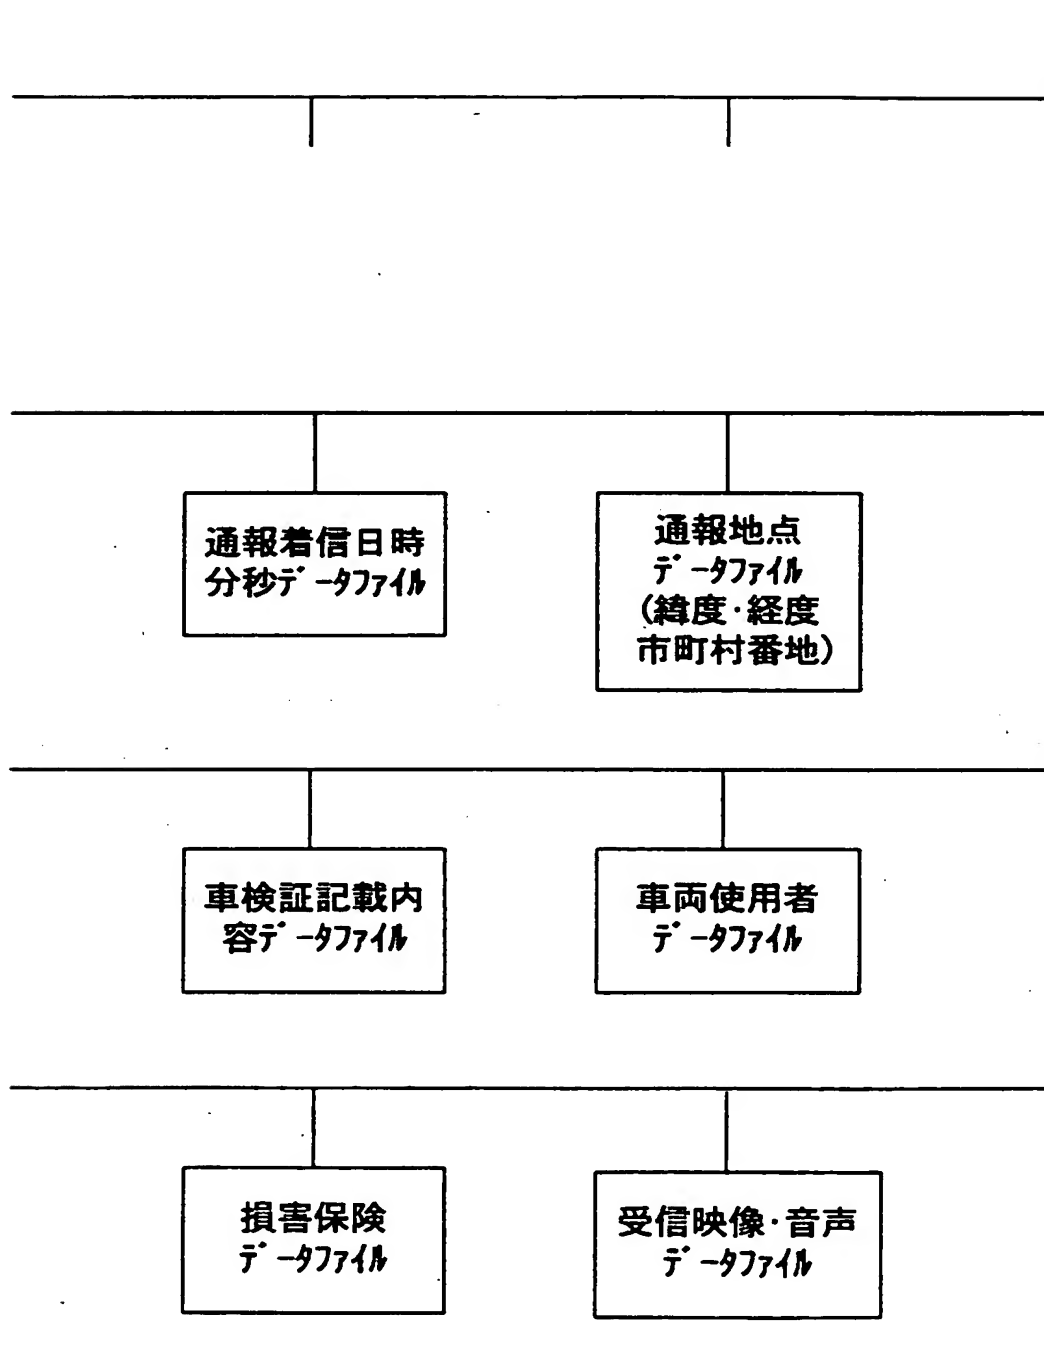 通報着信日時
分秒ﾃﾞｰﾀﾌｧｲﾙ
通報地点
ﾃﾞｰﾀﾌｧｲﾙ
(緯度･経度
市町村番地)
車検証記載内
容ﾃﾞｰﾀﾌｧｲﾙ
車両使用者
ﾃﾞｰﾀﾌｧｲﾙ
損害保険
ﾃﾞｰﾀﾌｧｲﾙ
受信映像･音声
ﾃﾞｰﾀﾌｧｲﾙ